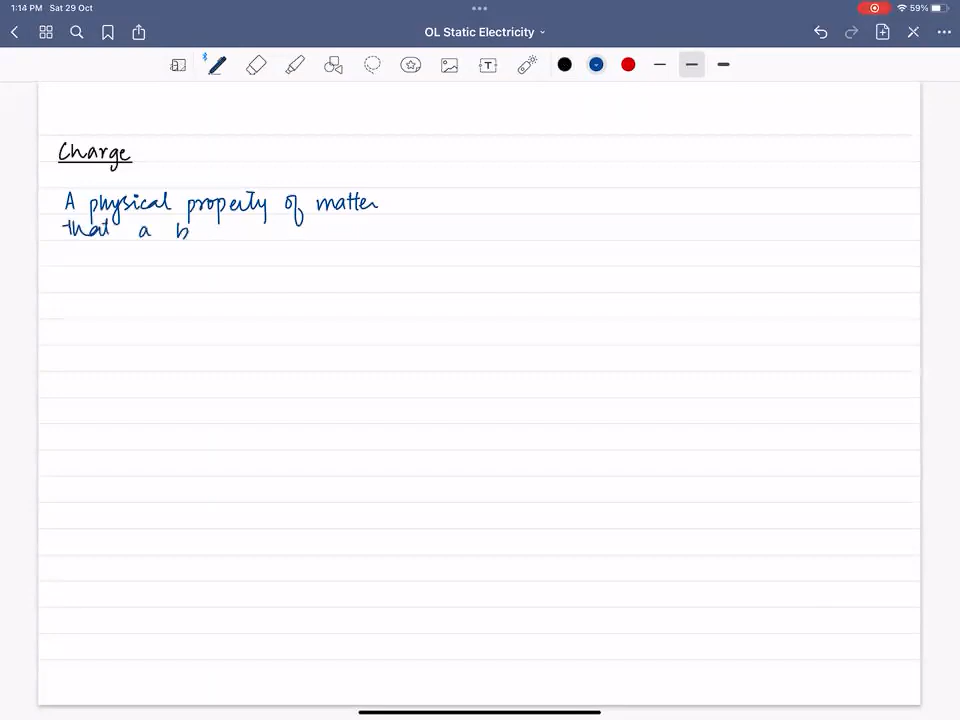 1:14 PM Sat 29 Oct
59%
OL Static Electricity
T
Charge
A physical property of matter
that a b